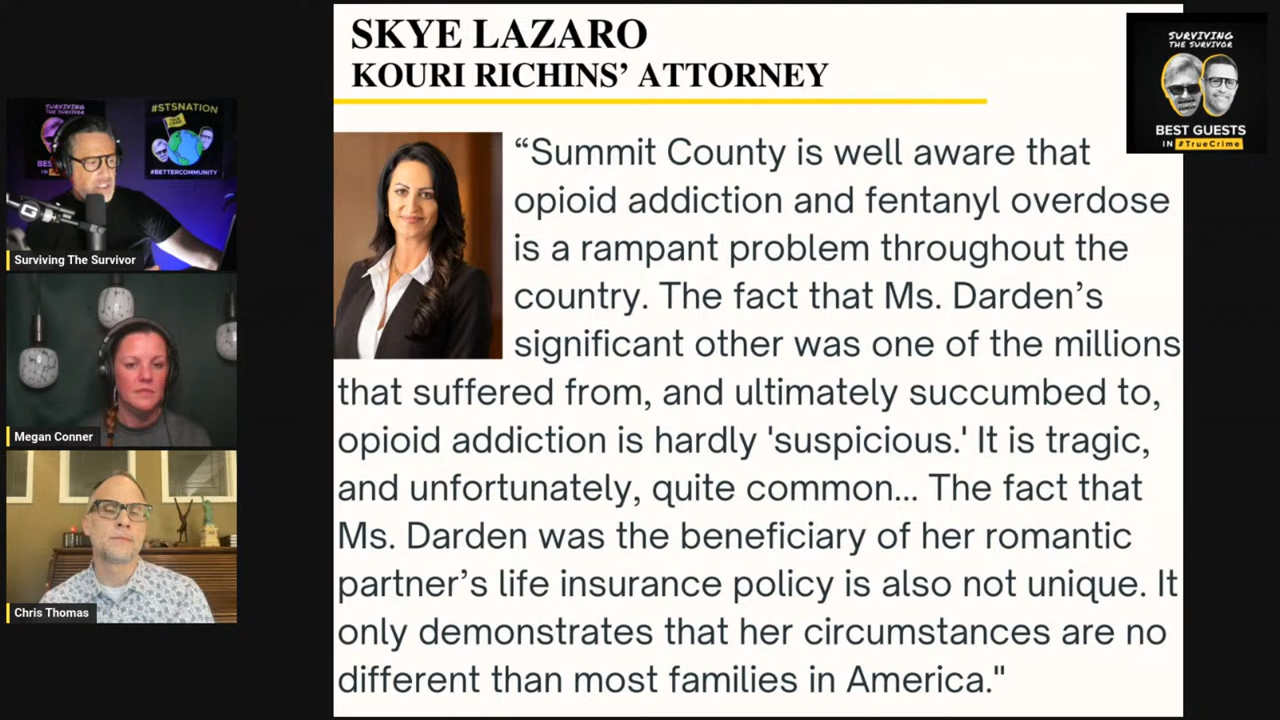 SKYE LAZARO
KOURI RICHINS’ ATTORNEY
“Summit County is well aware that
opioid addiction and fentanyl overdose
is a rampant problem throughout the
country. The fact that Ms. Darden’s
significant other was one of the millions
that suffered from, and ultimately succumbed to,
opioid addiction is hardly 'suspicious.' It is tragic,
and unfortunately, quite common... The fact that
Ms. Darden was the beneficiary of her romantic
partner’s life insurance policy is also not unique. It
only demonstrates that her circumstances are no
different than most families in America."
SURVIVING
THE SURVIVOR
BEST GUESTS
IN #TrueCrime
SURVIVING
THE SURVIVOR
#STSNATION
TRUE CRIME
#BETTERCOMMUNITY
Surviving The Survivor
Megan Conner
Chris Thomas